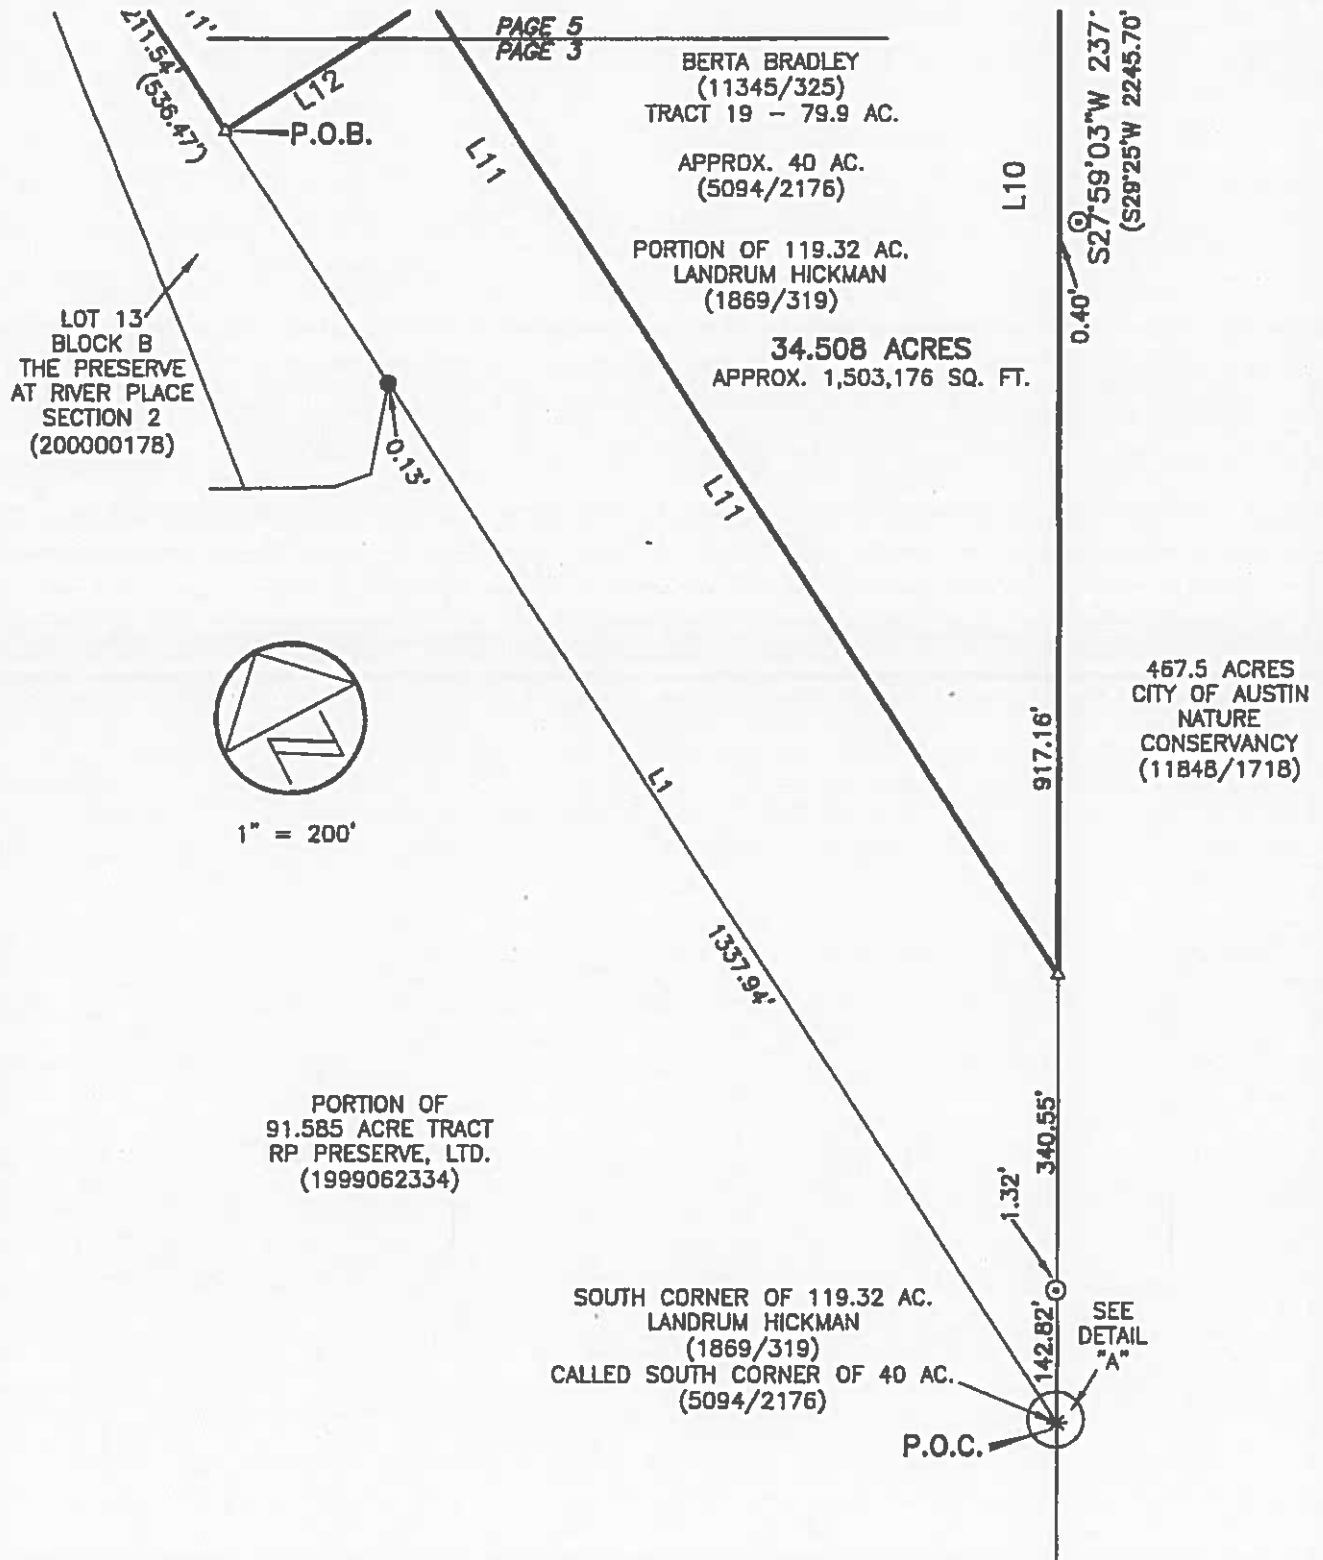 PAGE 5
PAGE 3
211.54'
(536.47')
L12
P.O.B.
L11
BERTA BRADLEY
(11345/325)
TRACT 19 - 79.9 AC.
APPROX. 40 AC.
(5094/2176)
PORTION OF 119.32 AC.
LANDRUM HICKMAN
(1869/319)
34.508 ACRES
APPROX. 1,503,176 SQ. FT.
L10
S27°59'03"W 237'
(S29°25'W 2245.70'
0.40'
LOT 13
BLOCK B
THE PRESERVE
AT RIVER PLACE
SECTION 2
(200000178)
0.13'
L11
1" = 200'
L1
917.16'
467.5 ACRES
CITY OF AUSTIN
NATURE
CONSERVANCY
(11848/1718)
1337.94'
PORTION OF
91.585 ACRE TRACT
RP PRESERVE, LTD.
(1999062334)
340.55'
1.32'
SOUTH CORNER OF 119.32 AC.
LANDRUM HICKMAN
(1869/319)
CALLED SOUTH CORNER OF 40 AC.
(5094/2176)
142.82'
SEE
DETAIL
"A"
P.O.C.